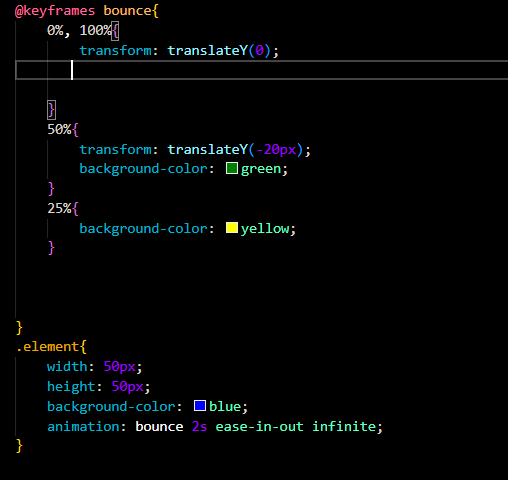 @keyframes bounce{
0%, 100%{
transform: translateY(0);
}
50%{
transform: translateY(-20px);
background-color: green;
}
25%{
background-color: yellow;
}
}
.element{
width: 50px;
height: 50px;
background-color: blue;
animation: bounce 2s ease-in-out infinite;
}